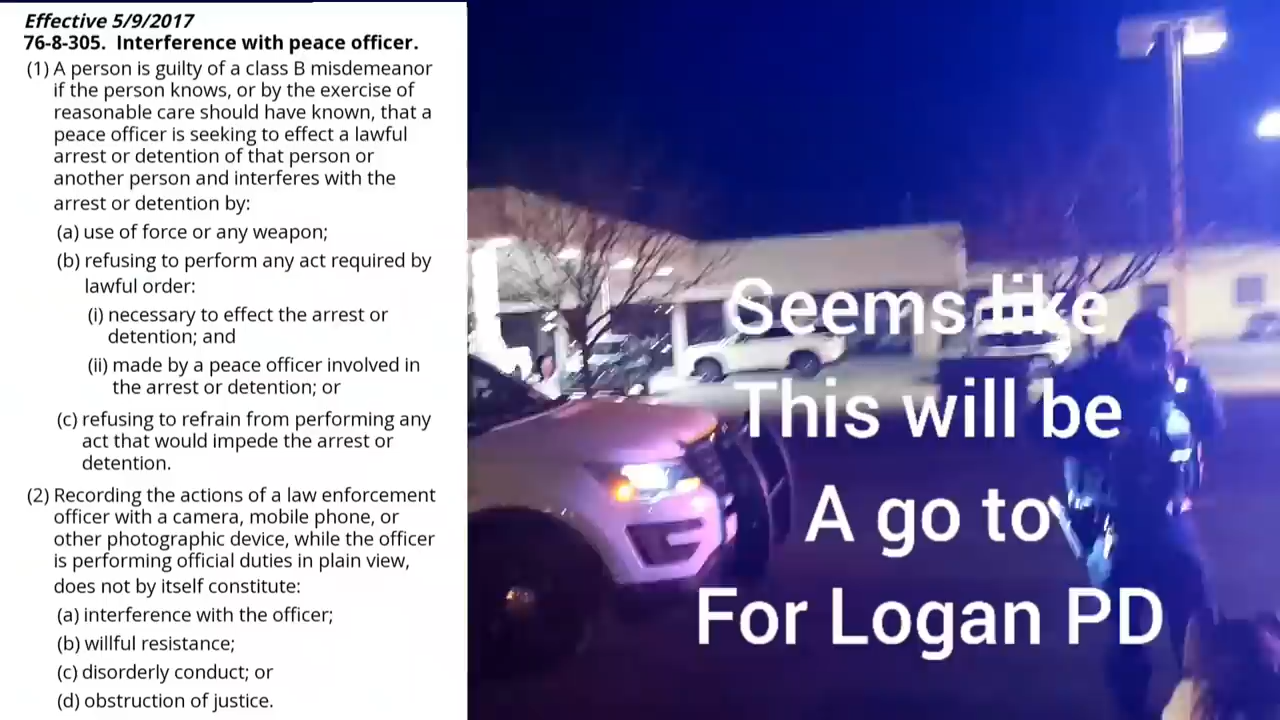 Effective 5/9/2017
76-8-305.  Interference with peace officer.
(1) A person is guilty of a class B misdemeanor
if the person knows, or by the exercise of
reasonable care should have known, that a
peace officer is seeking to effect a lawful
arrest or detention of that person or
another person and interferes with the
arrest or detention by:
(a) use of force or any weapon;
(b) refusing to perform any act required by
lawful order:
(i) necessary to effect the arrest or
detention; and
(ii) made by a peace officer involved in
the arrest or detention; or
(c) refusing to refrain from performing any
act that would impede the arrest or
detention.
(2) Recording the actions of a law enforcement
officer with a camera, mobile phone, or
other photographic device, while the officer
is performing official duties in plain view,
does not by itself constitute:
(a) interference with the officer;
(b) willful resistance;
(c) disorderly conduct; or
(d) obstruction of justice.
Seems like
This will be
A go to
For Logan PD